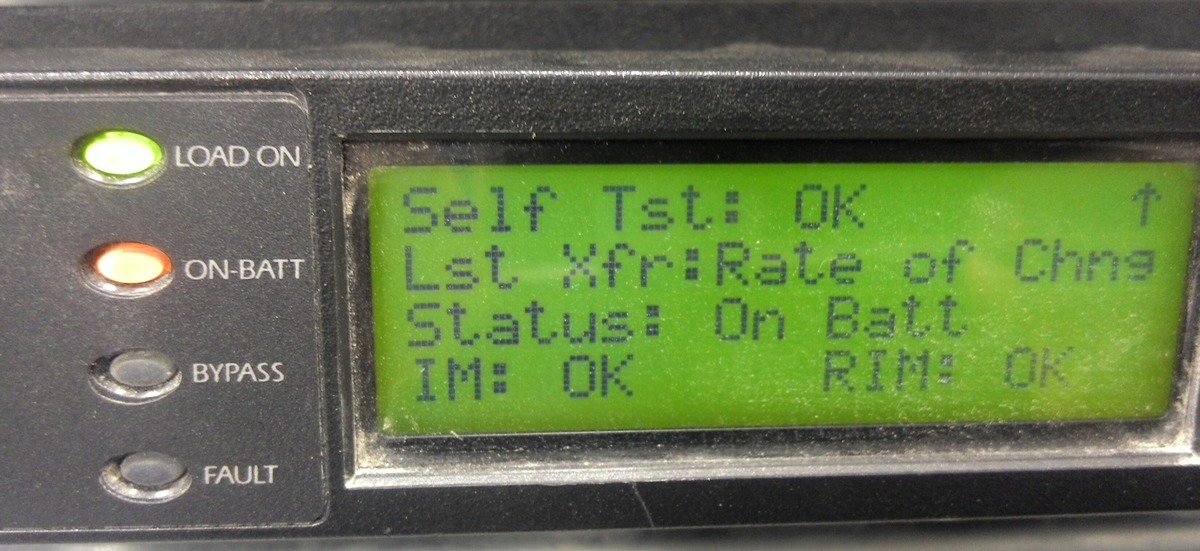 LOAD ON
ON-BATT
BYPASS
FAULT
Self Tst: OK ↑
Lst Xfr:Rate of Chng
Status: On Batt
IM: OK RIM: OK